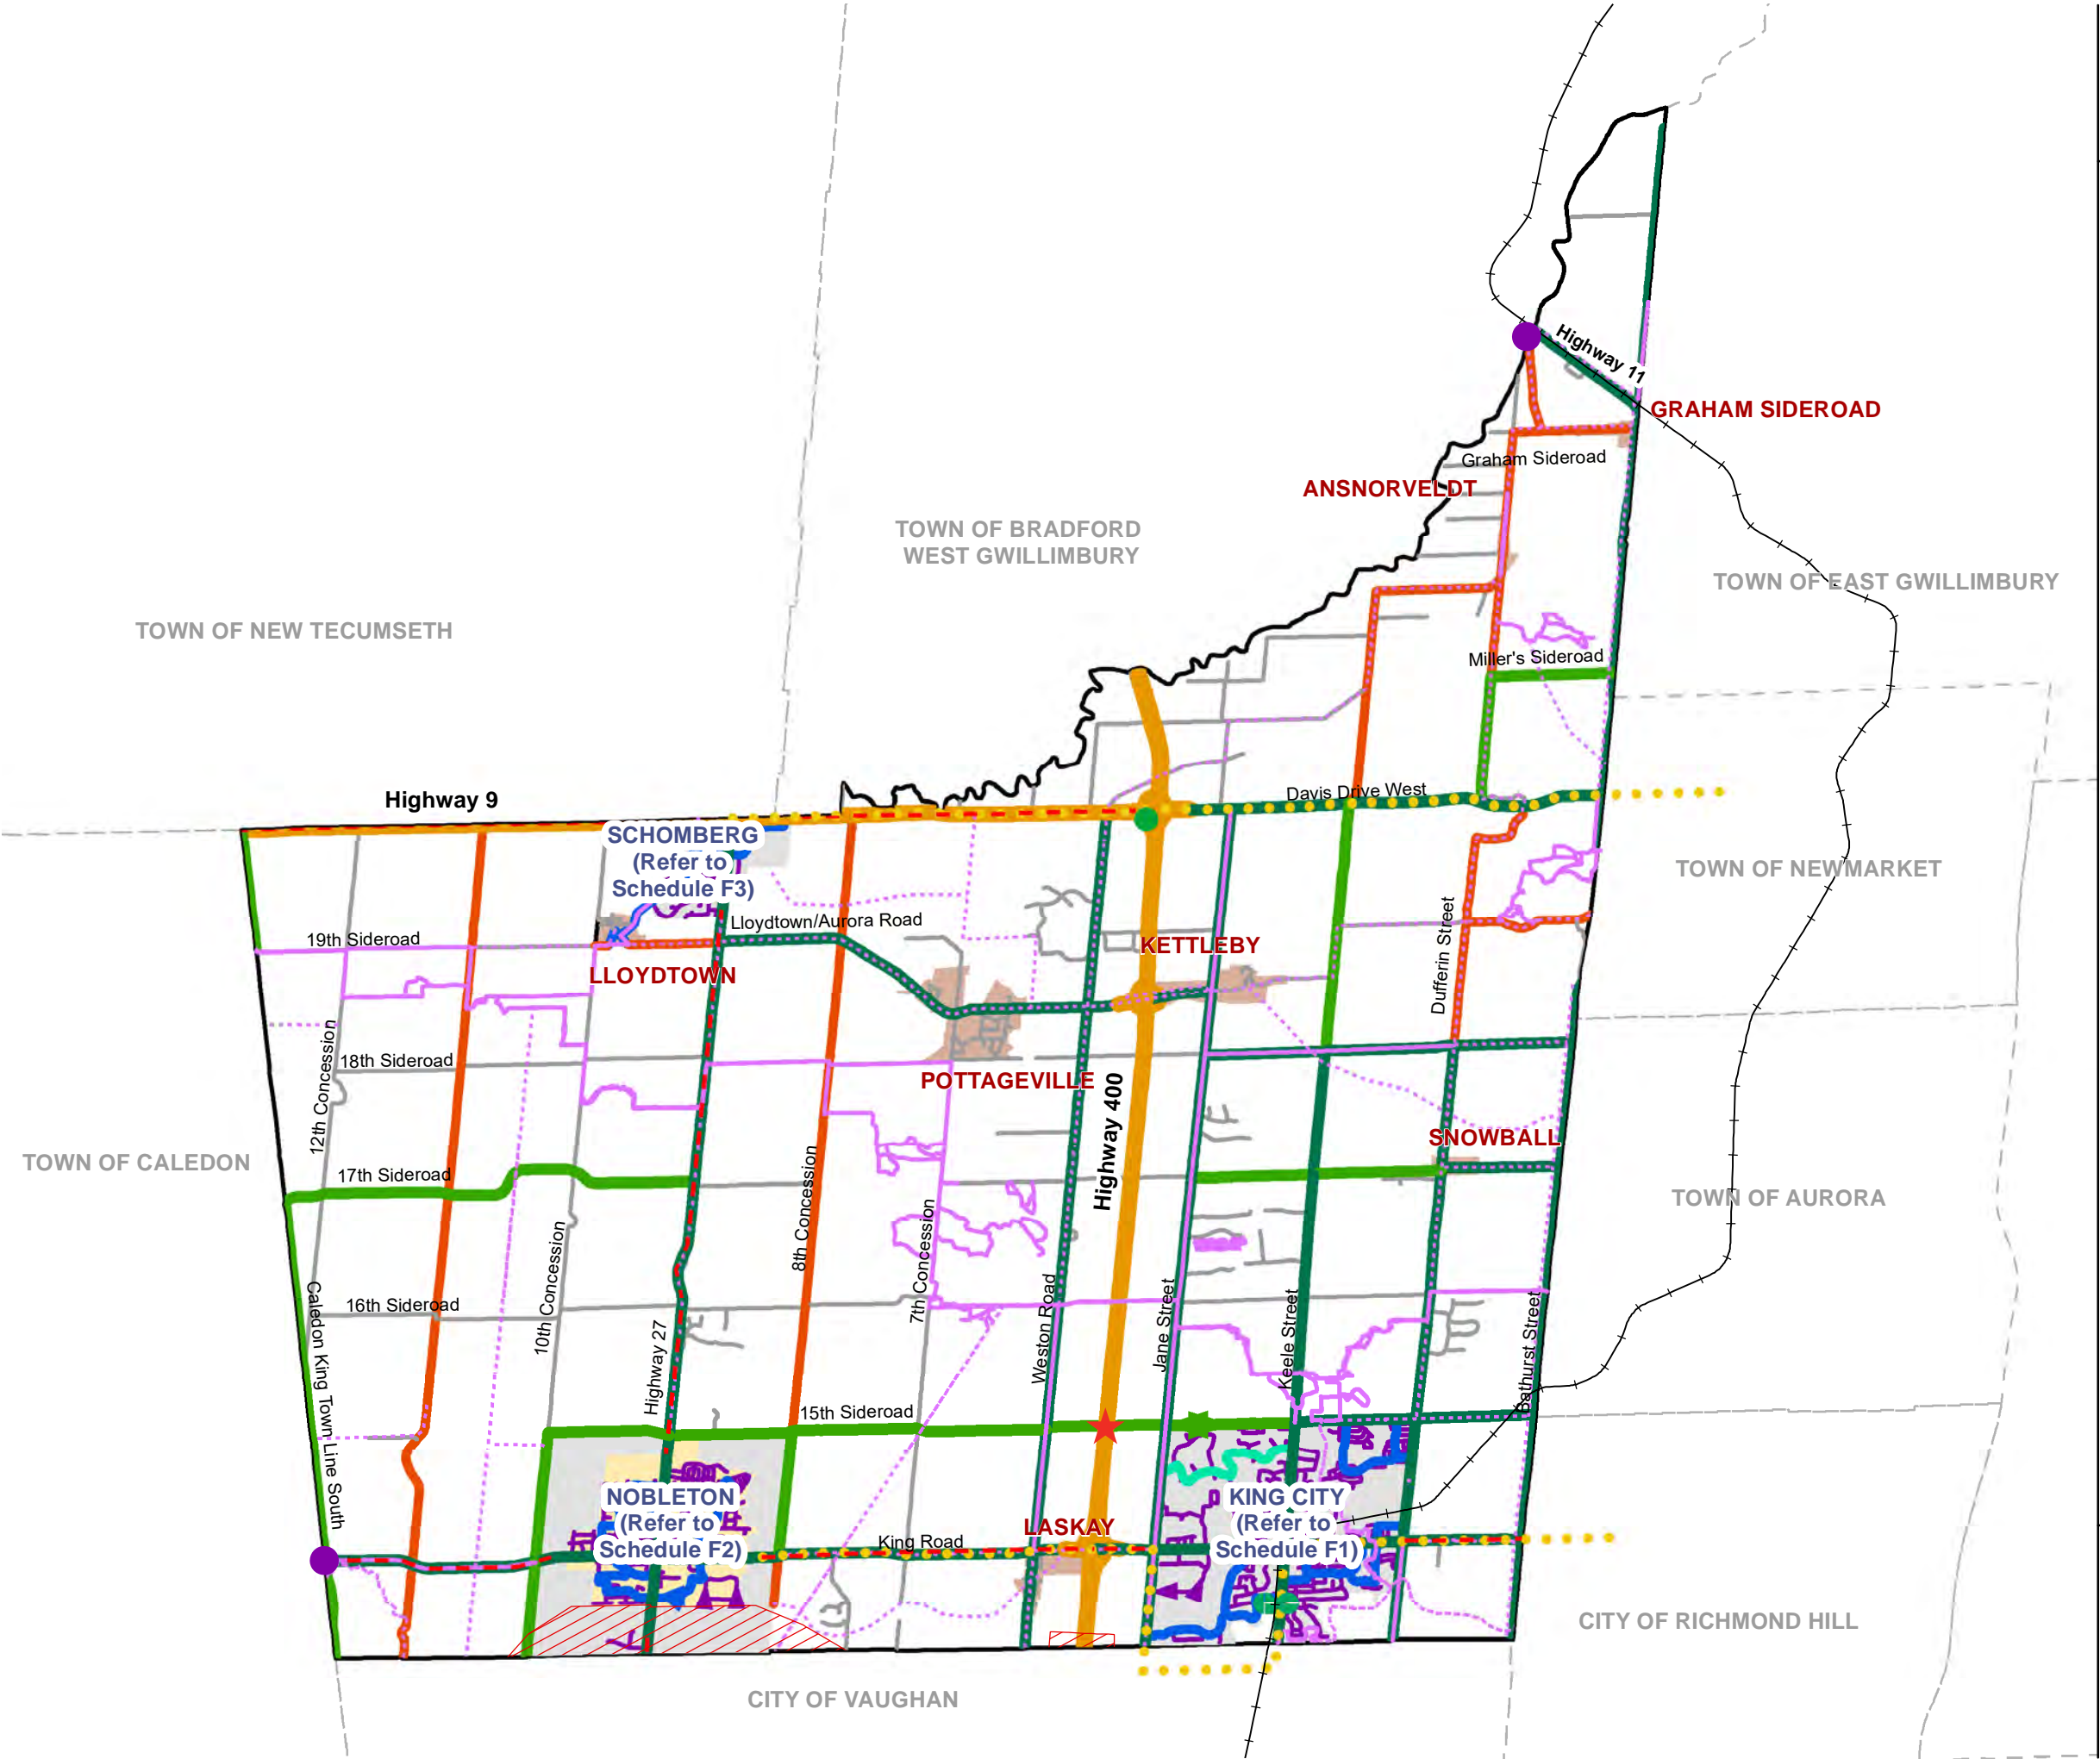 Highway 11
GRAHAM SIDEROAD
Graham Sideroad
ANSNORVELDT
TOWN OF BRADFORD
WEST GWILLIMBURY
TOWN OF EAST GWILLIMBURY
TOWN OF NEW TECUMSETH
Miller's Sideroad
Davis Drive West
Highway 9
SCHOMBERG
(Refer to
Schedule F3)
TOWN OF NEWMARKET
Lloydtown/Aurora Road
19th Sideroad
KETTLEBY
LLOYDTOWN
Dufferin Street
12th Concession
18th Sideroad
POTTAGEVILLE
Highway 400
SNOWBALL
TOWN OF CALEDON
17th Sideroad
TOWN OF AURORA
8th Concession
7th Concession
10th Concession
16th Sideroad
Caledon King Town Line South
Highway 27
Weston Road
Jane Street
Keele Street
Bathurst Street
15th Sideroad
NOBLETON
(Refer to
Schedule F2)
KING CITY
(Refer to
Schedule F1)
LASKAY
King Road
CITY OF RICHMOND HILL
CITY OF VAUGHAN